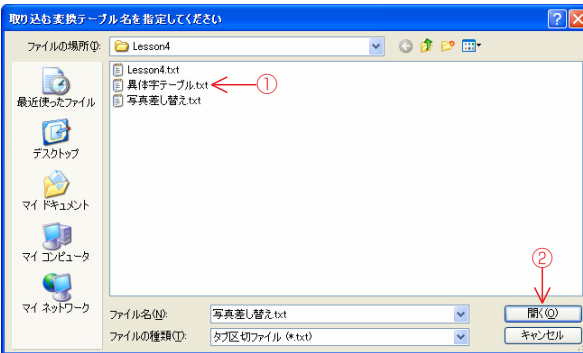 取り込む変換テーブル名を指定してください
ファイルの場所(I):
Lesson4
Lesson4.txt
異体字テーブル.txt
①
写真差し替え.txt
最近使ったファイル
デスクトップ
マイ ドキュメント
マイ コンピュータ
マイ ネットワーク
②
ファイル名(N):
写真差し替え.txt
開く(O)
ファイルの種類(T):
タブ区切ファイル (*.txt)
キャンセル